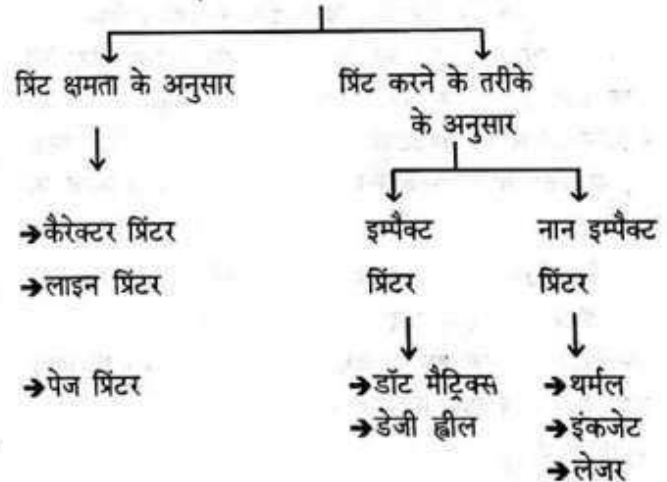 प्रिंट क्षमता के अनुसार
प्रिंट करने के तरीके
के अनुसार
→कैरेक्टर प्रिंटर
→लाइन प्रिंटर
→पेज प्रिंटर
इम्पैक्ट
प्रिंटर
→डॉट मैट्रिक्स
→डेजी ह्वील
नान इम्पैक्ट
प्रिंटर
→थर्मल
→इंकजेट
→लेजर